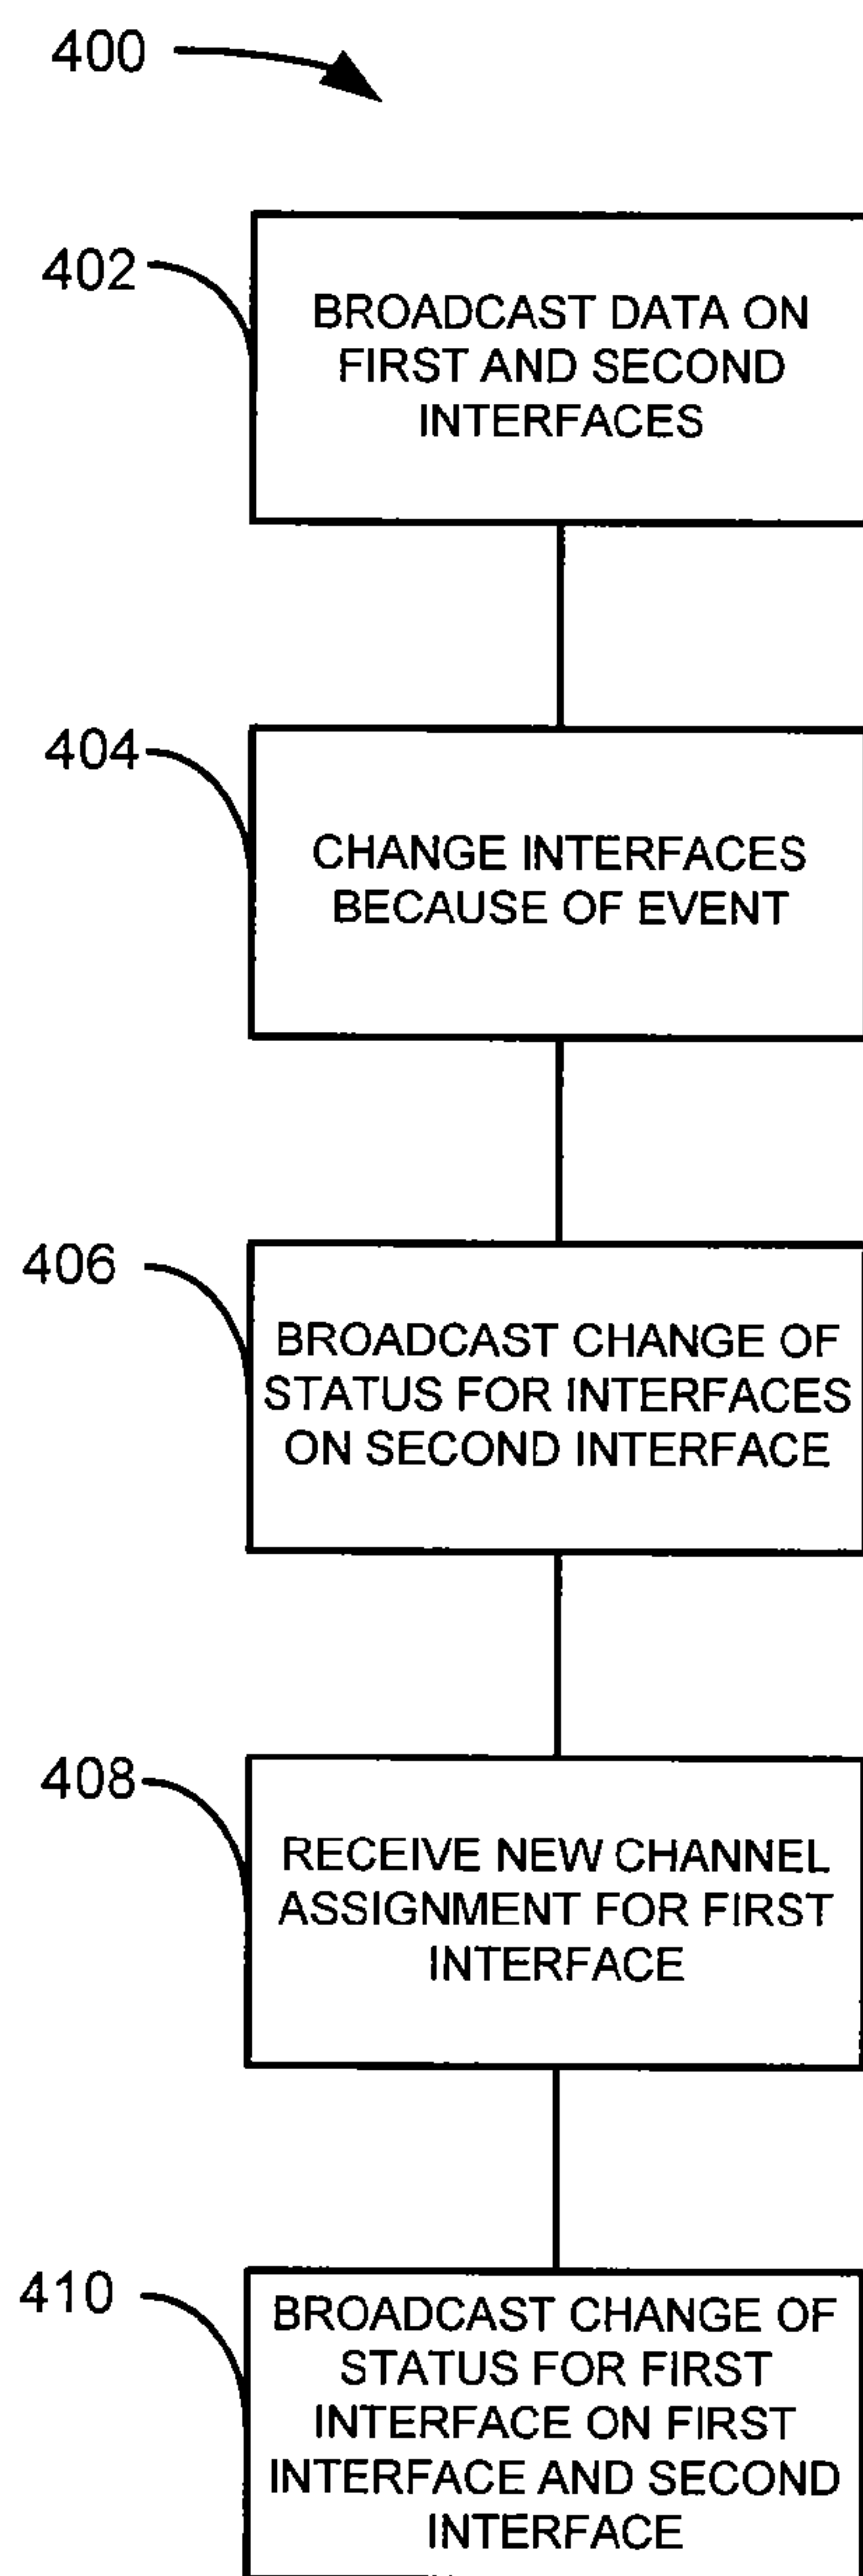 400
402
BROADCAST DATA ON
FIRST AND SECOND
INTERFACES
404
CHANGE INTERFACES
BECAUSE OF EVENT
406
BROADCAST CHANGE OF
STATUS FOR INTERFACES
ON SECOND INTERFACE
408
RECEIVE NEW CHANNEL
ASSIGNMENT FOR FIRST
INTERFACE
410
BROADCAST CHANGE OF
STATUS FOR FIRST
INTERFACE ON FIRST
INTERFACE AND SECOND
INTERFACE